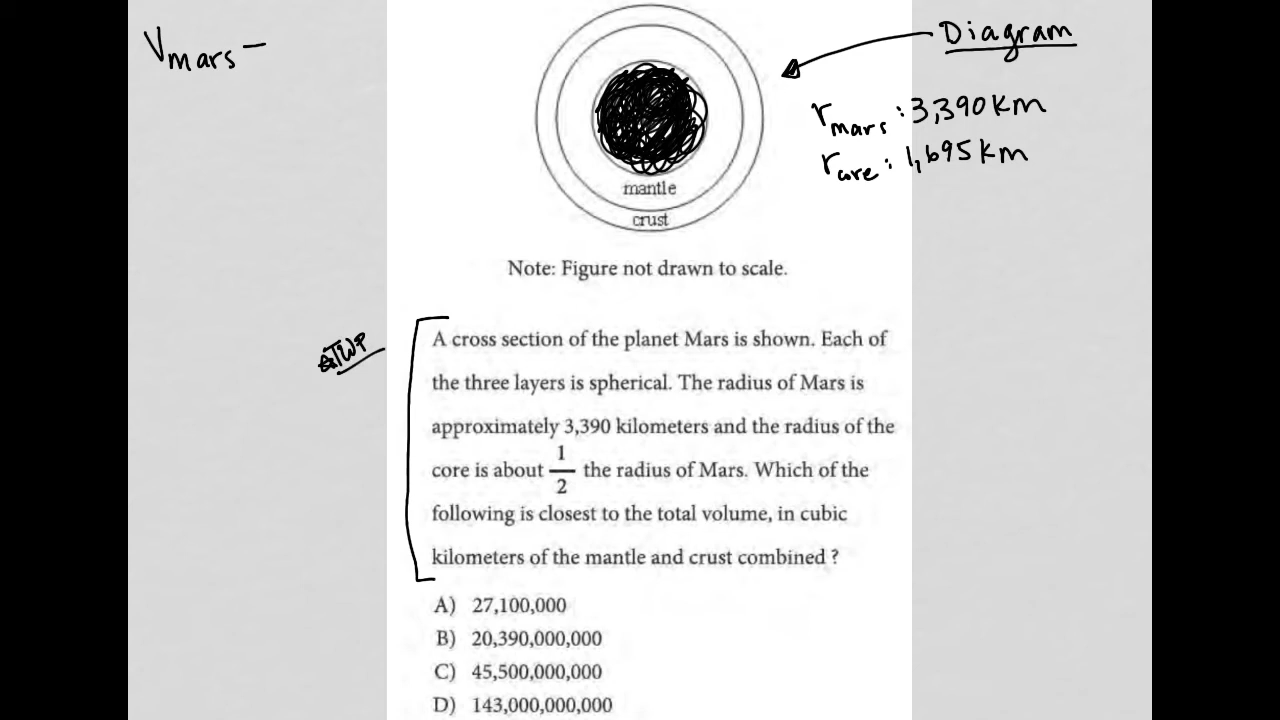 Vmars −
Diagram
rmars : 3,390 km
rcore : 1,695 km
mantle
crust
Note: Figure not drawn to scale.
☆TWP
A cross section of the planet Mars is shown. Each of
the three layers is spherical. The radius of Mars is
approximately 3,390 kilometers and the radius of the
core is about 1/2 the radius of Mars. Which of the
following is closest to the total volume, in cubic
kilometers of the mantle and crust combined ?
A) 27,100,000
B) 20,390,000,000
C) 45,500,000,000
D) 143,000,000,000